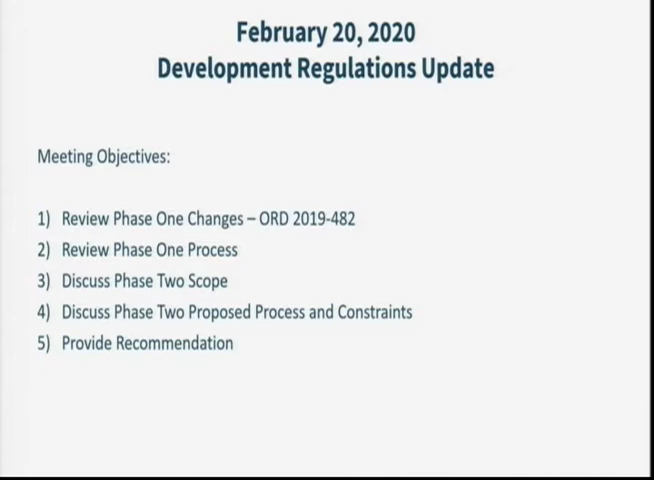 February 20, 2020
Development Regulations Update
Meeting Objectives:
1) Review Phase One Changes – ORD 2019-482
2) Review Phase One Process
3) Discuss Phase Two Scope
4) Discuss Phase Two Proposed Process and Constraints
5) Provide Recommendation